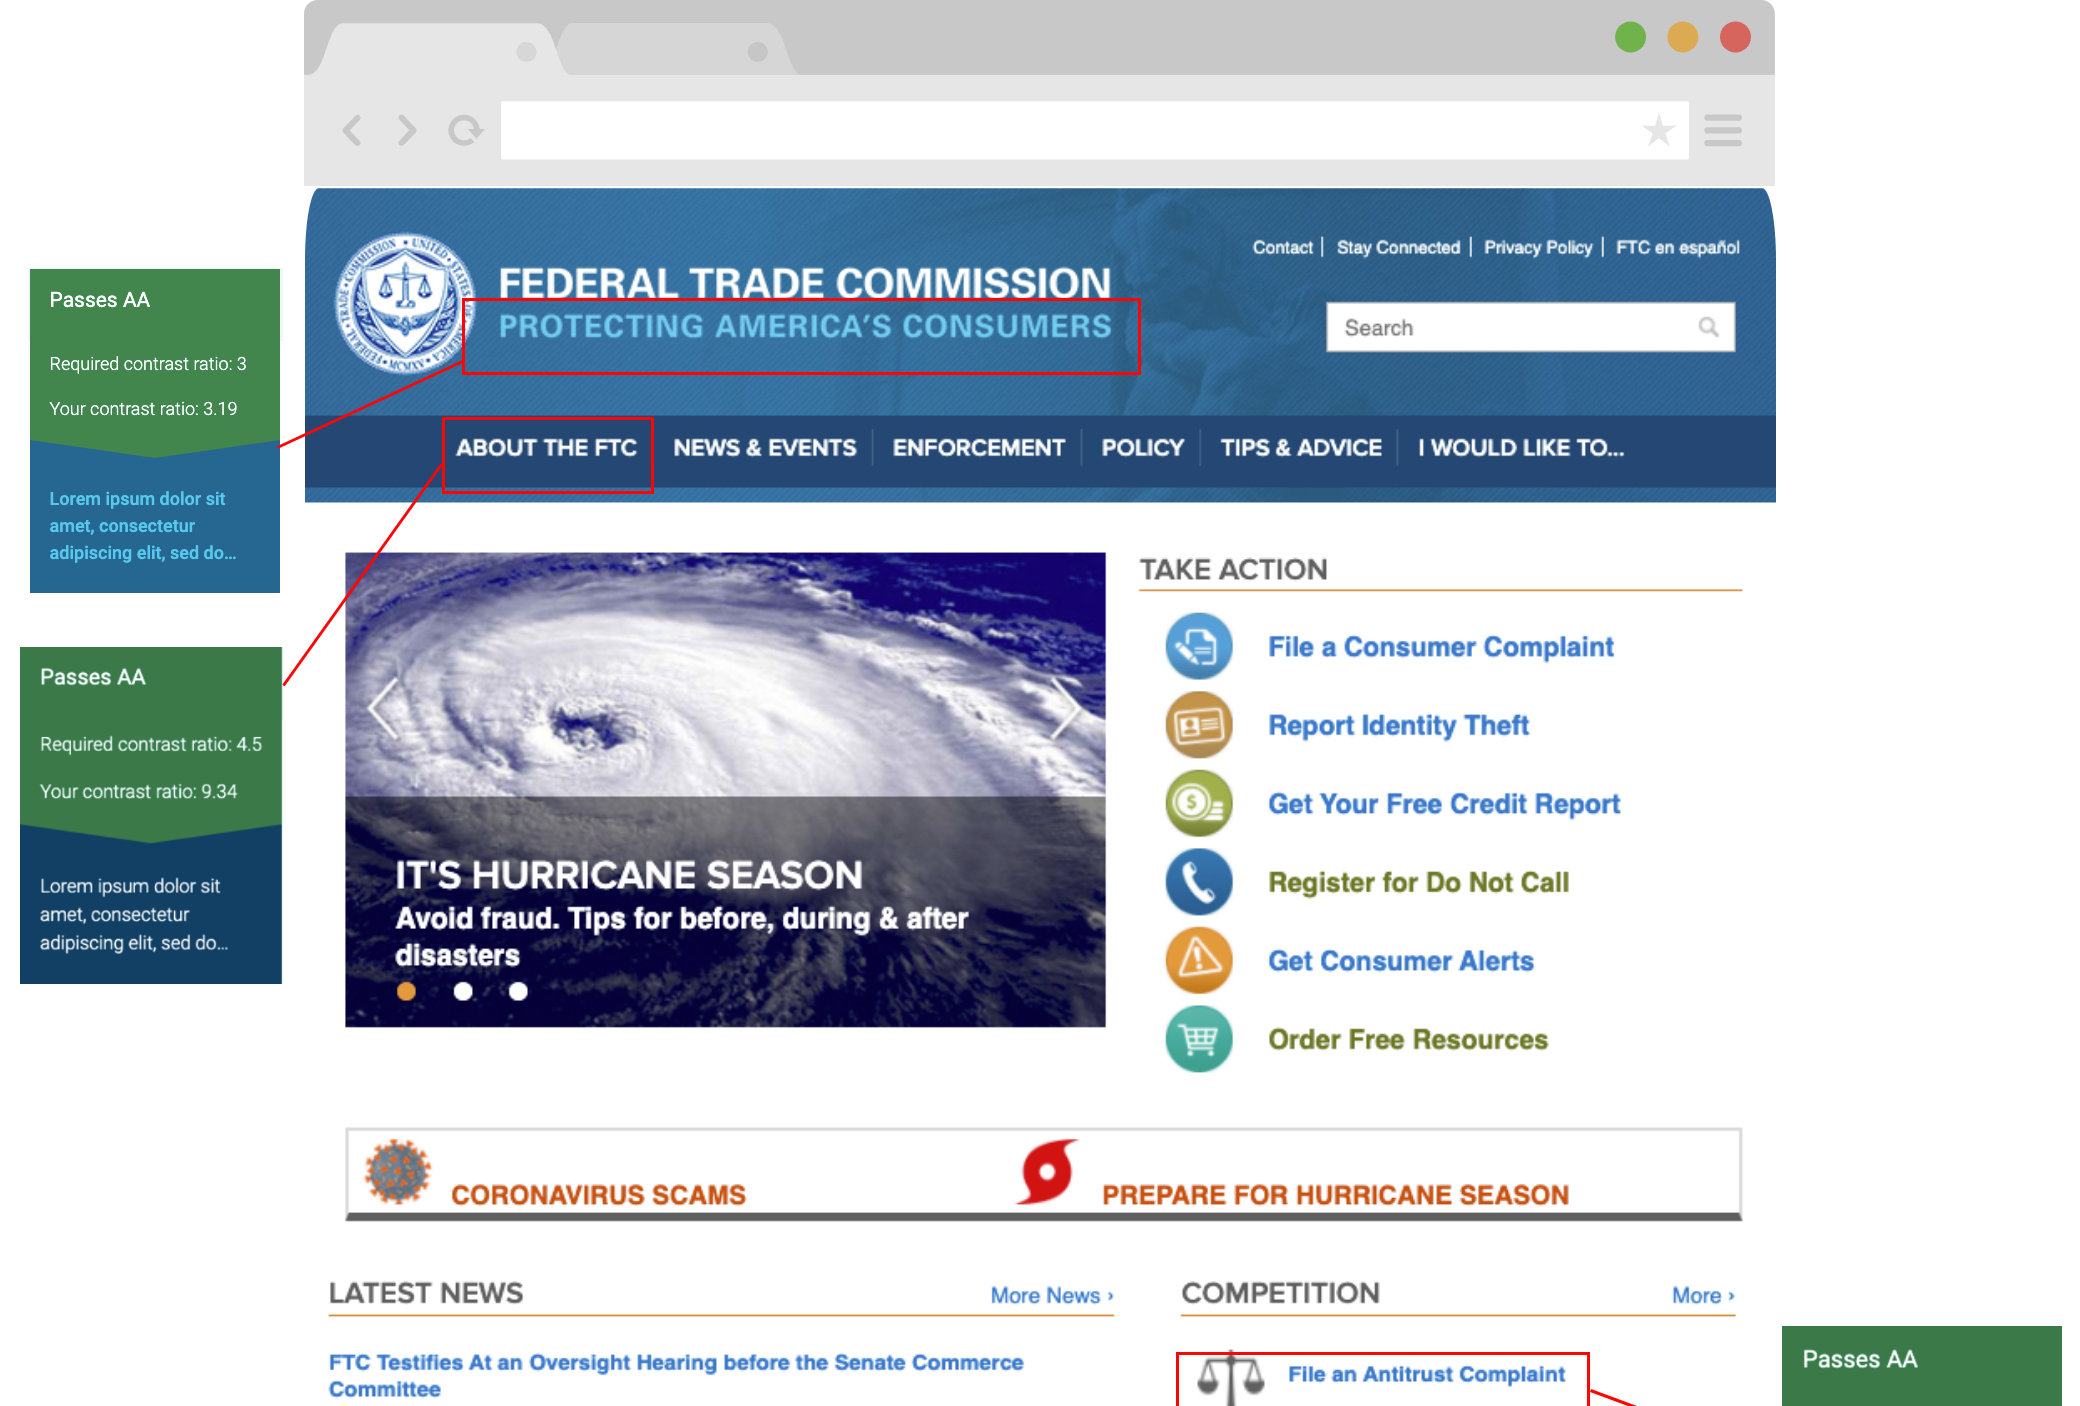 Contact | Stay Connected | Privacy Policy | FTC en español
FEDERAL TRADE COMMISSION
PROTECTING AMERICA'S CONSUMERS
Search
ABOUT THE FTC
NEWS & EVENTS
ENFORCEMENT
POLICY
TIPS & ADVICE
I WOULD LIKE TO...
Passes AA
Required contrast ratio: 3
Your contrast ratio: 3.19
Lorem ipsum dolor sit
amet, consectetur
adipiscing elit, sed do...
Passes AA
Required contrast ratio: 4.5
Your contrast ratio: 9.34
Lorem ipsum dolor sit
amet, consectetur
adipiscing elit, sed do...
IT'S HURRICANE SEASON
Avoid fraud. Tips for before, during & after
disasters
TAKE ACTION
File a Consumer Complaint
Report Identity Theft
Get Your Free Credit Report
Register for Do Not Call
Get Consumer Alerts
Order Free Resources
CORONAVIRUS SCAMS
PREPARE FOR HURRICANE SEASON
LATEST NEWS
More News ›
FTC Testifies At an Oversight Hearing before the Senate Commerce
Committee
COMPETITION
More ›
File an Antitrust Complaint
Passes AA